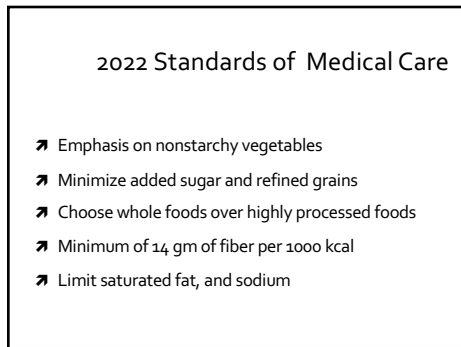 2022 Standards of Medical Care
Emphasis on nonstarchy vegetables
Minimize added sugar and refined grains
Choose whole foods over highly processed foods
Minimum of 14 gm of fiber per 1000 kcal
Limit saturated fat, and sodium